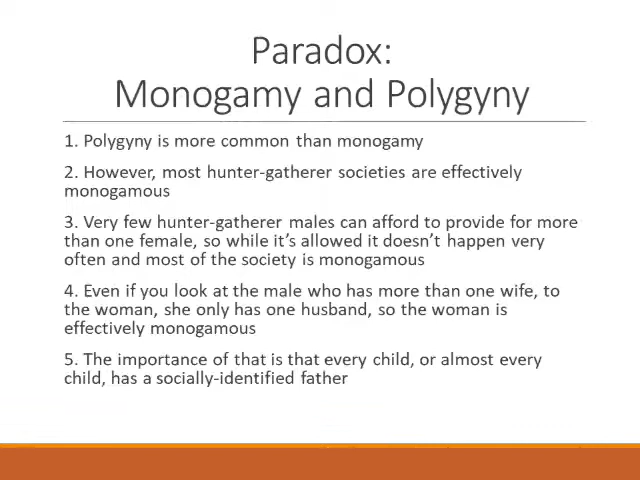 Paradox:
Monogamy and Polygyny
1. Polygyny is more common than monogamy
2. However, most hunter-gatherer societies are effectively
monogamous
3. Very few hunter-gatherer males can afford to provide for more
than one female, so while it's allowed it doesn't happen very
often and most of the society is monogamous
4. Even if you look at the male who has more than one wife, to
the woman, she only has one husband, so the woman is
effectively monogamous
5. The importance of that is that every child, or almost every
child, has a socially-identified father